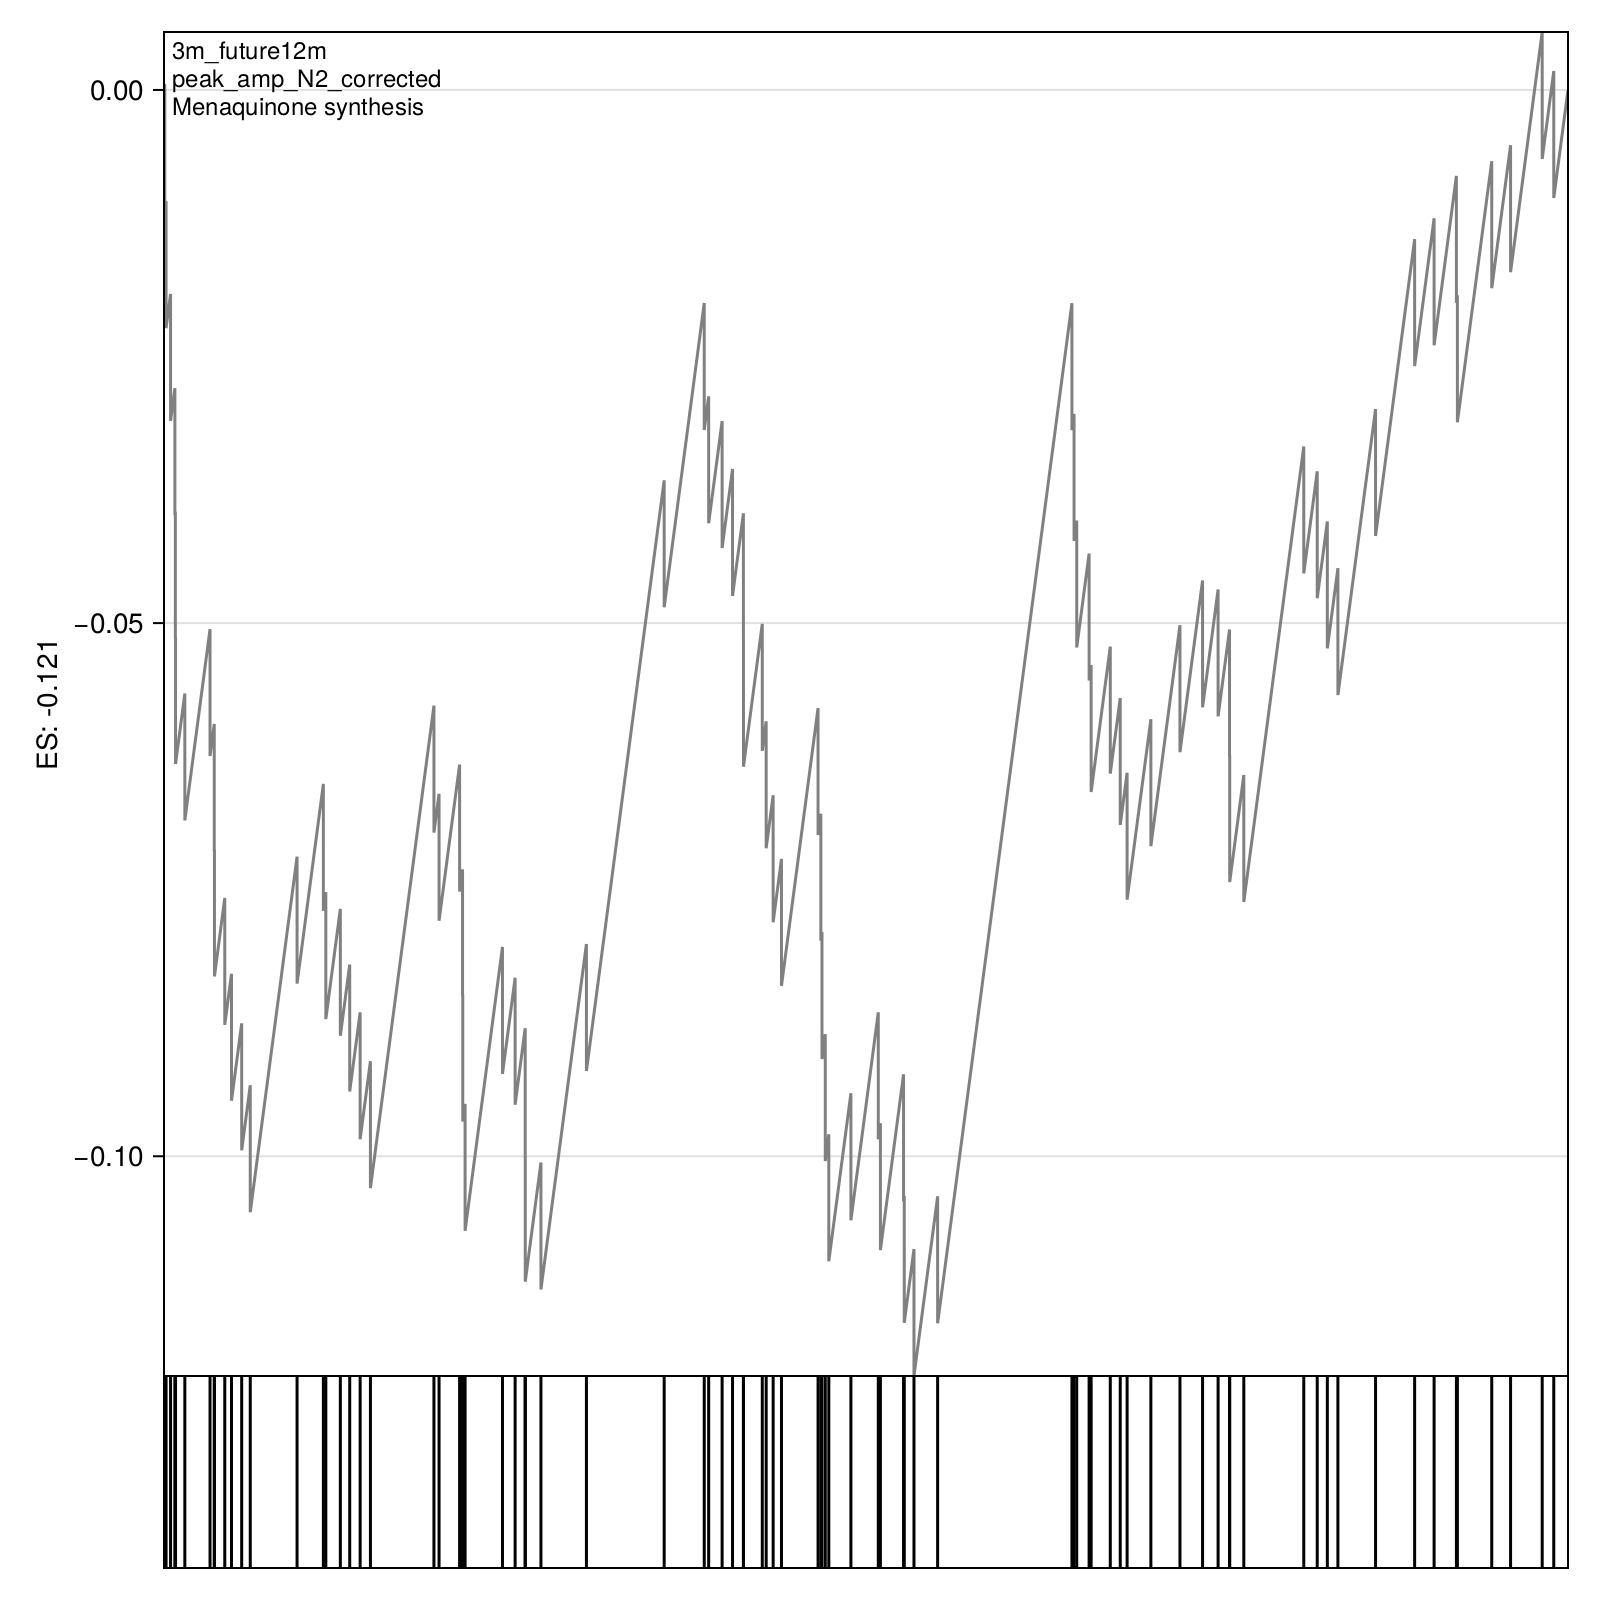 3m_future12m
peak_amp_N2_corrected
Menaquinone synthesis
0.00
−0.05
−0.10
ES: -0.121